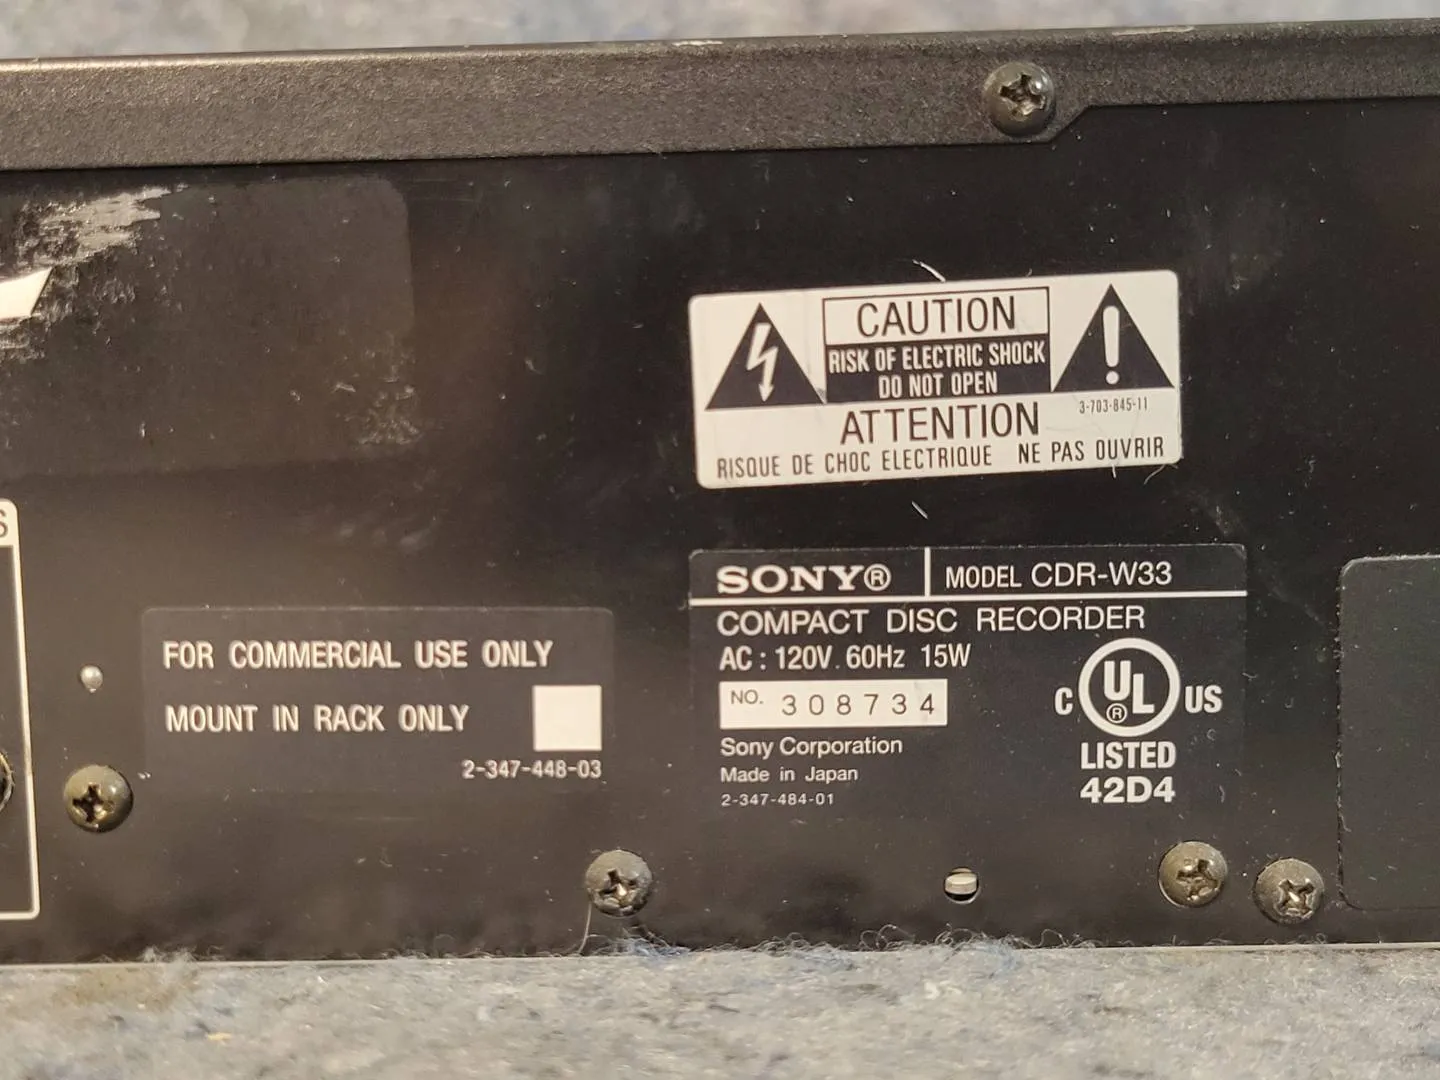 CAUTION
RISK OF ELECTRIC SHOCK
DO NOT OPEN
ATTENTION
3-703-845-11
RISQUE DE CHOC ELECTRIQUE NE PAS OUVRIR
S
SONY® MODEL CDR-W33
COMPACT DISC RECORDER
AC : 120V. 60Hz 15W
NO. 308734
Sony Corporation
Made in Japan
2-347-484-01
C UL® US
LISTED
42D4
FOR COMMERCIAL USE ONLY
MOUNT IN RACK ONLY
2-347-448-03